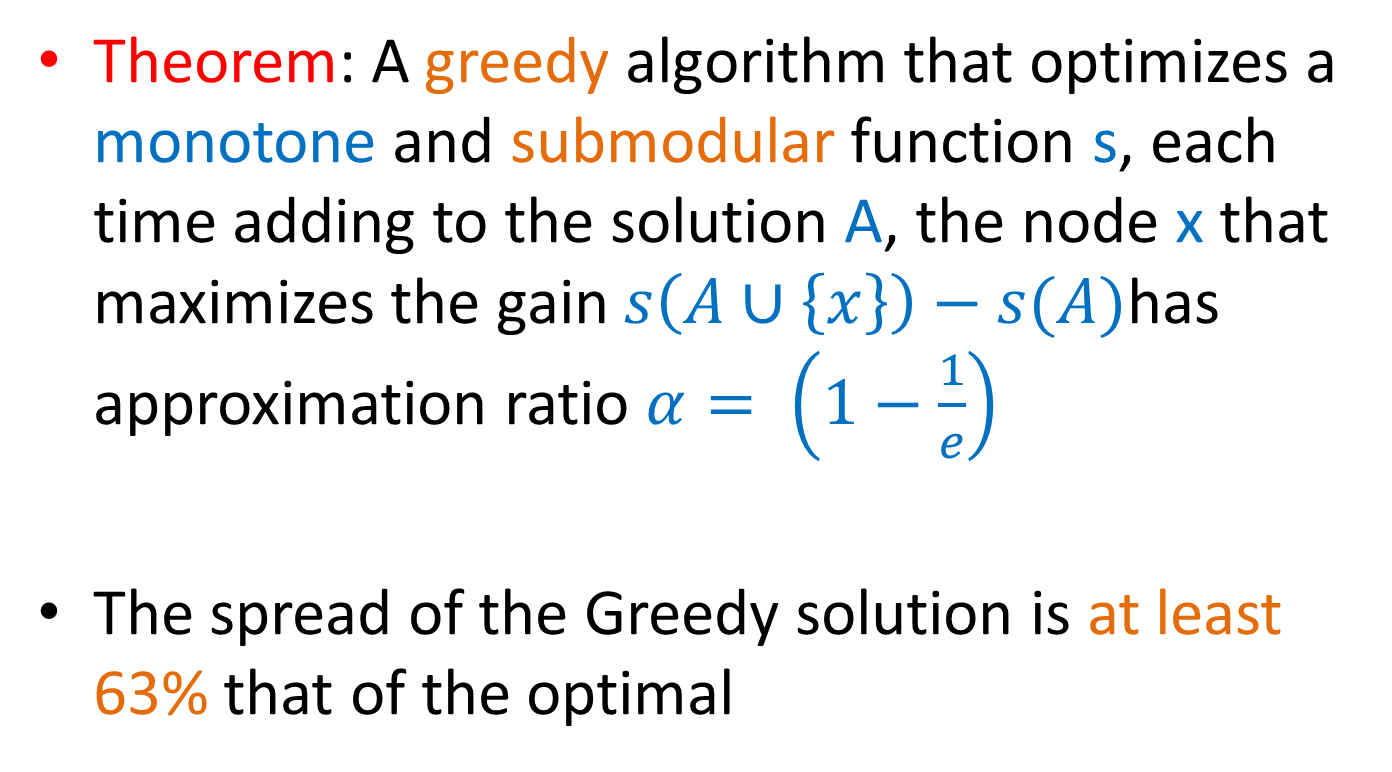 • Theorem: A greedy algorithm that optimizes a
monotone and submodular function s, each
time adding to the solution A, the node x that
maximizes the gain s(A ∪ {x}) − s(A)has
approximation ratio α = (1 − 1/e)
• The spread of the Greedy solution is at least
63% that of the optimal